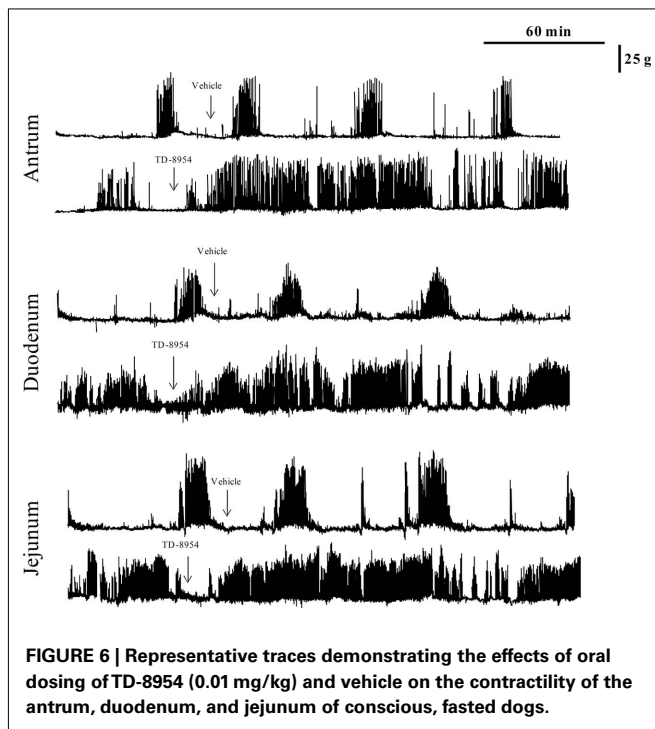 60 min
25 g
Antrum
Vehicle
TD-8954
Duodenum
Vehicle
TD-8954
Jejunum
Vehicle
TD-8954
FIGURE 6 | Representative traces demonstrating the effects of oral
dosing of TD-8954 (0.01 mg/kg) and vehicle on the contractility of the
antrum, duodenum, and jejunum of conscious, fasted dogs.